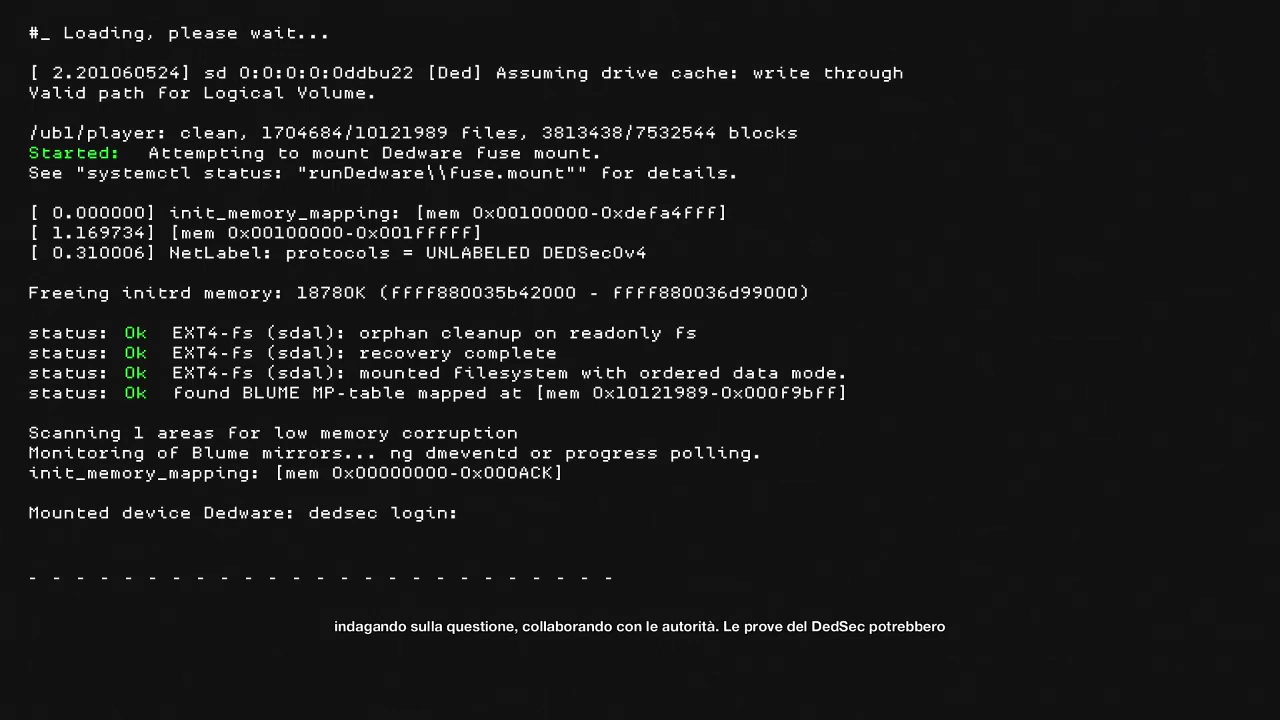 #_ Loading, please wait...
[ 2.201060524] sd 0:0:0:0:0ddbu22 [Ded] Assuming drive cache: write through
Valid path for Logical Volume.
/ubl/player: clean, 1704684/10121989 files, 3813438/7532544 blocks
Started: Attempting to mount Dedware Fuse mount.
See "systemctl status: "runDedware\\fuse.mount"" for details.
[ 0.000000] init_memory_mapping: [mem 0x00100000-0xdefa4fff]
[ 1.169734] [mem 0x00100000-0x001fffff]
[ 0.310006] NetLabel: protocols = UNLABELED DEDSecOv4
Freeing initrd memory: 18780K (ffff880035b42000 - ffff880036d99000)
status: Ok EXT4-fs (sdal): orphan cleanup on readonly fs
status: Ok EXT4-fs (sdal): recovery complete
status: Ok EXT4-fs (sdal): mounted filesystem with ordered data mode.
status: Ok found BLUME MP-table mapped at [mem 0x10121989-0x000f9bff]
Scanning 1 areas for low memory corruption
Monitoring of Blume mirrors... ng dmeventd or progress polling.
init_memory_mapping: [mem 0x00000000-0x000ACK]
Mounted device Dedware: dedsec login:
- - - - - - - - - - - - - - - - - - - - - - - - -
indagando sulla questione, collaborando con le autorità. Le prove del DedSec potrebbero